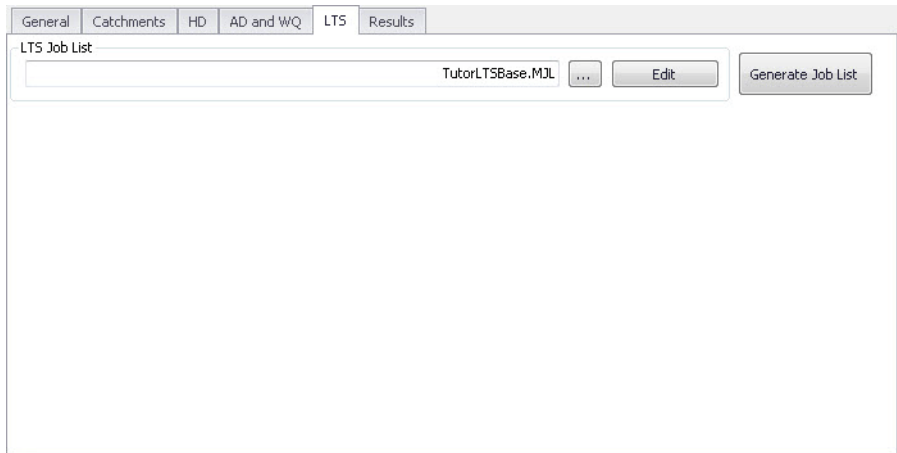 General Catchments HD AD and WQ LTS Results
LTS Job List
TutorLTSBase.MJL ... Edit Generate Job List